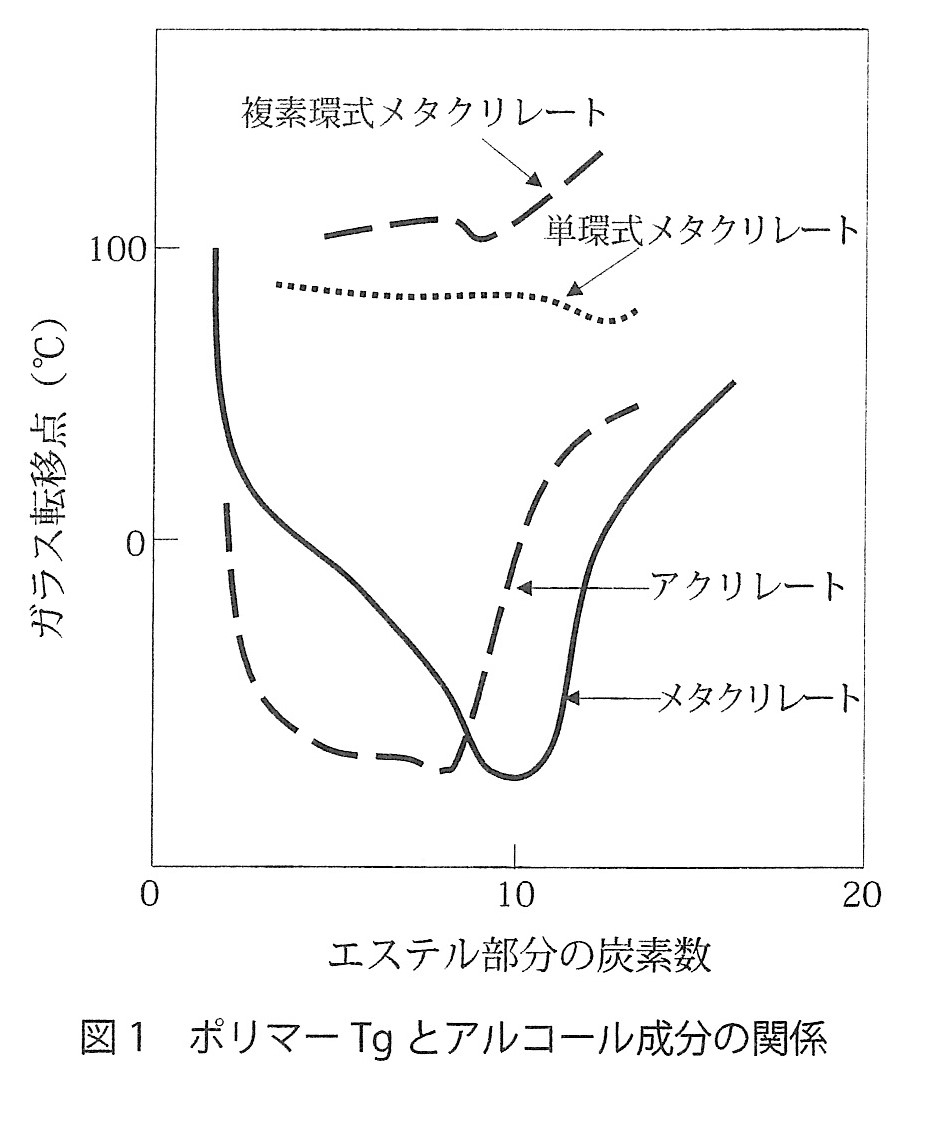 複素環式メタクリレート
単環式メタクリレート
100
ガラス転移点（℃）
0
アクリレート
メタクリレート
0
10
20
エステル部分の炭素数
図1　ポリマーTgとアルコール成分の関係